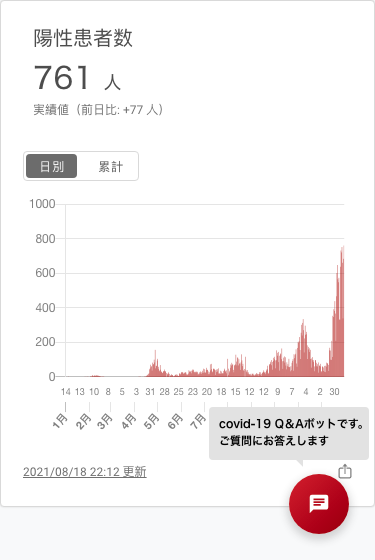 陽性患者数
761 人
実績値（前日比: +77 人）
日別 累計
1000
800
600
400
200
0
14 13 10 8 5 3 31 28 25 23 20 18 15 12 12 9 7 4 2 30
1月 2月 3月 4月 5月 6月 7月
covid-19 Q&Aボットです。
ご質問にお答えします
2021/08/18 22:12 更新